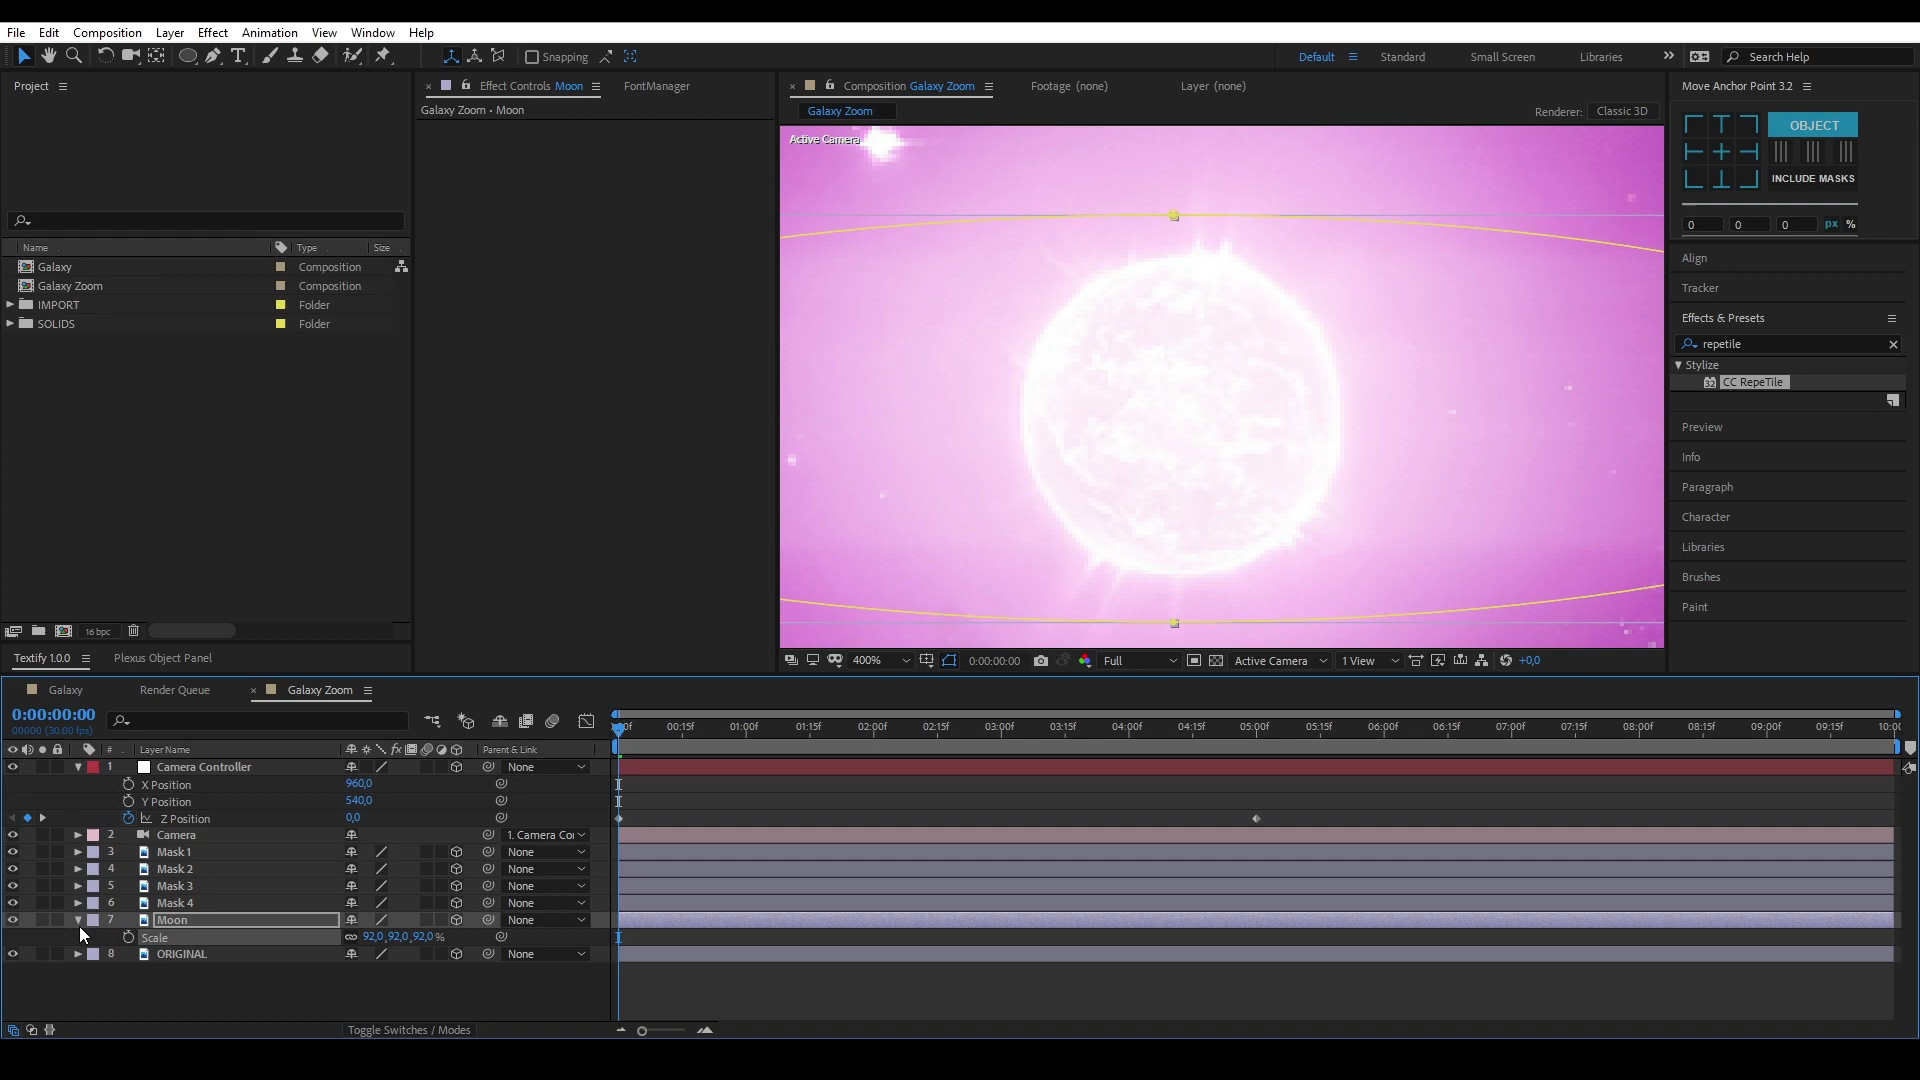 File Edit Composition Layer Effect Animation View Window Help
Snapping
Default Standard Small Screen Libraries Search Help
Project
Effect Controls Moon FontManager
Composition Galaxy Zoom Footage (none) Layer (none)
Move Anchor Point 3.2
Galaxy Zoom • Moon
Galaxy Zoom Renderer: Classic 3D
OBJECT
Active Camera
INCLUDE MASKS
0 0 0 px %
Name Type Size
Galaxy Composition
Galaxy Zoom Composition
IMPORT Folder
SOLIDS Folder
Align
Tracker
Effects & Presets
repetile
Stylize
32 CC RepeTile
Preview
Info
Paragraph
Character
Libraries
Brushes
Paint
16 bpc
Textify 1.0.0 Plexus Object Panel
400% 0:00:00:00 Full Active Camera 1 View +0,0
Galaxy Render Queue Galaxy Zoom
0:00:00:00
00000 (30.00 fps)
00:15f 01:00f 01:15f 02:00f 02:15f 03:00f 03:15f 04:00f 04:15f 05:00f 05:15f 06:00f 06:15f 07:00f 07:15f 08:00f 08:15f 09:00f 09:15f
# Layer Name fx Parent & Link
1 Camera Controller None
X Position 960,0
Y Position 540,0
Z Position 0,0
2 Camera 1. Camera Coı
3 Mask 1 None
4 Mask 2 None
5 Mask 3 None
6 Mask 4 None
7 Moon None
Scale 92,0,92,0,92,0%
8 ORIGINAL None
Toggle Switches / Modes